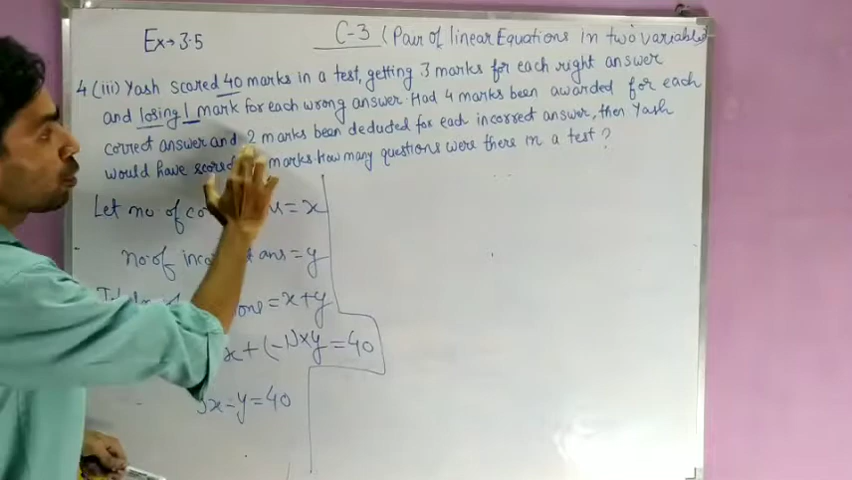 Ex→3.5
C-3 (Pair of linear Equations in two variables)
4 (iii) Yash scored 40 marks in a test, getting 3 marks for each right answer
and losing 1 mark for each wrong answer. Had 4 marks been awarded for each
correct answer and 2 marks been deducted for each incorrect answer, then Yash
would have scored marks. How many questions were there in a test?
Let no of = x
no. of ans = y
= x+y
x+(-1)×y = 40
x-y=40